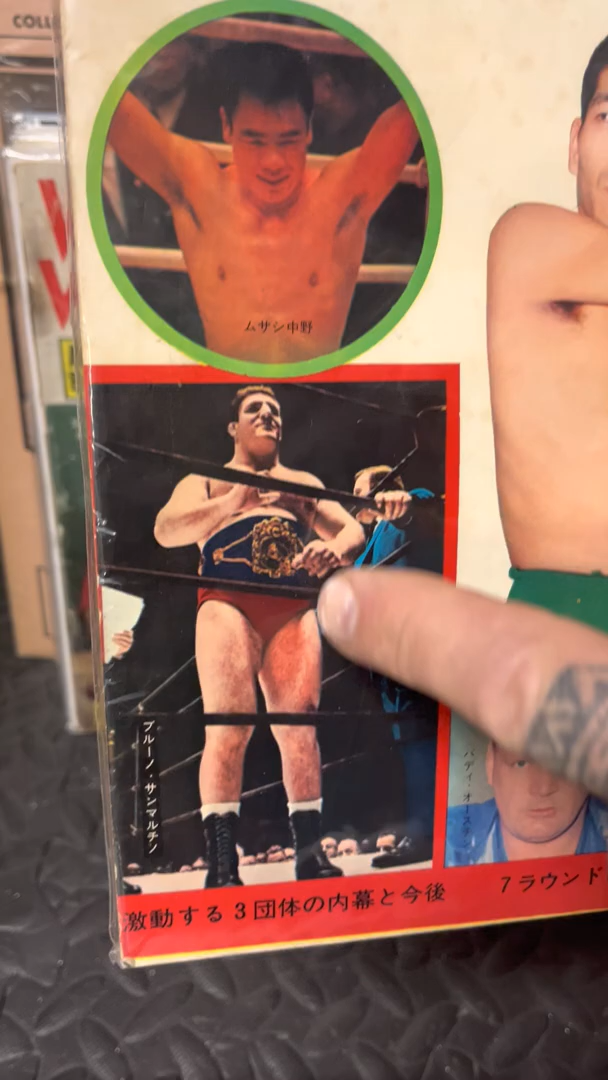 COLL
ムサシ中野
ブルーノ・サンマルチノ
バディ・オースチン
激動する3団体の内幕と今後
7ラウンド